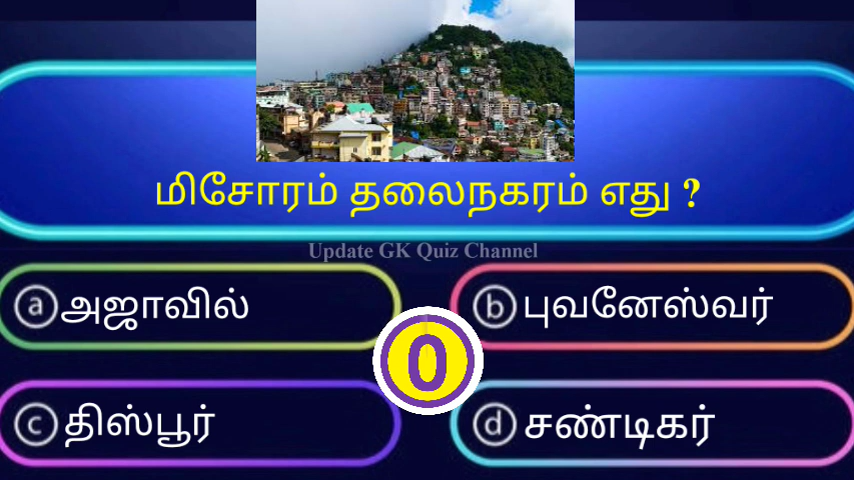 மிசோரம் தலைநகரம் எது ?
Update GK Quiz Channel
a அஜாவில்
b புவனேஸ்வர்
0
c திஸ்பூர்
d சண்டிகர்